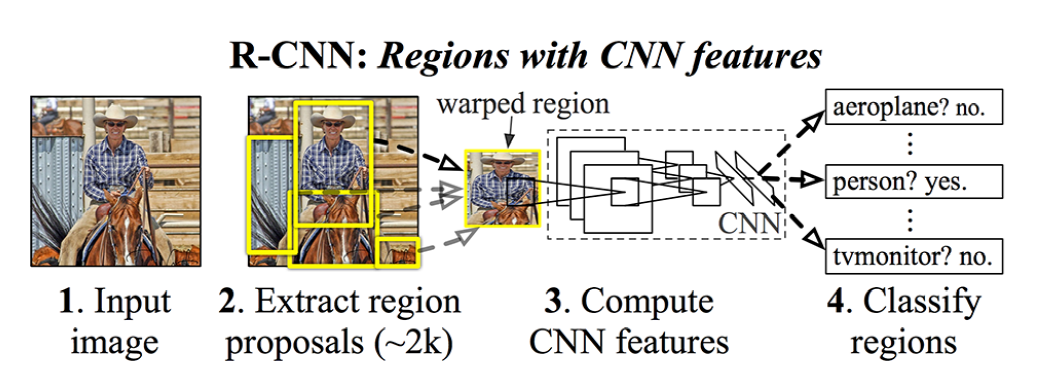 R-CNN: Regions with CNN features
warped region
aeroplane? no.
⋮
person? yes.
⋮
tvmonitor? no.
CNN
1. Input
image
2. Extract region
proposals (~2k)
3. Compute
CNN features
4. Classify
regions